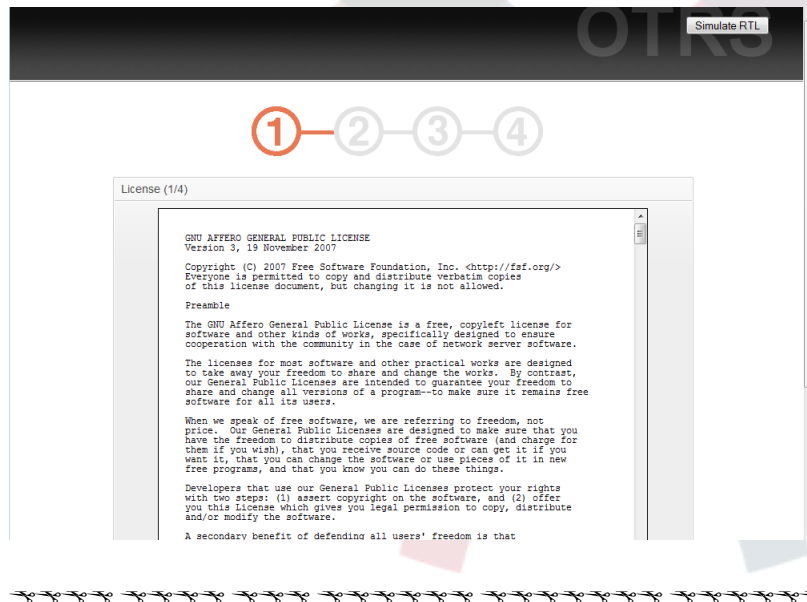 OTRS
Simulate RTL
1 2 3 4
License (1/4)
GNU AFFERO GENERAL PUBLIC LICENSE
Version 3, 19 November 2007
Copyright (C) 2007 Free Software Foundation, Inc. <http://fsf.org/>
Everyone is permitted to copy and distribute verbatim copies
of this license document, but changing it is not allowed.
Preamble
The GNU Affero General Public License is a free, copyleft license for
software and other kinds of works, specifically designed to ensure
cooperation with the community in the case of network server software.
The licenses for most software and other practical works are designed
to take away your freedom to share and change the works.  By contrast,
our General Public Licenses are intended to guarantee your freedom to
share and change all versions of a program--to make sure it remains free
software for all its users.
When we speak of free software, we are referring to freedom, not
price.  Our General Public Licenses are designed to make sure that you
have the freedom to distribute copies of free software (and charge for
them if you wish), that you receive source code or can get it if you
want it, that you can change the software or use pieces of it in new
free programs, and that you know you can do these things.
Developers that use our General Public Licenses protect your rights
with two steps: (1) assert copyright on the software, and (2) offer
you this License which gives you legal permission to copy, distribute
and/or modify the software.
A secondary benefit of defending all users' freedom is that